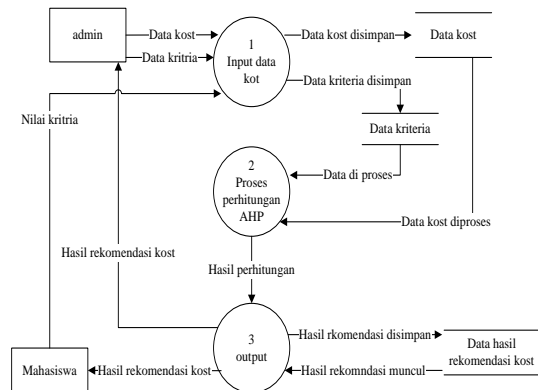 admin
Data kost
Data kritria
1
Input data
kot
Data kost disimpan
Data kost
Data kriteria disimpan
Nilai kritria
Data kriteria
2
Proses
perhitungan
AHP
Data di proses
Data kost diproses
Hasil rekomendasi kost
Hasil perhitungan
3
output
Hasil rkomendasi disimpan
Data hasil
rekomendasi kost
Mahasiswa
Hasil rekomendasi kost
Hasil rekomndasi muncul